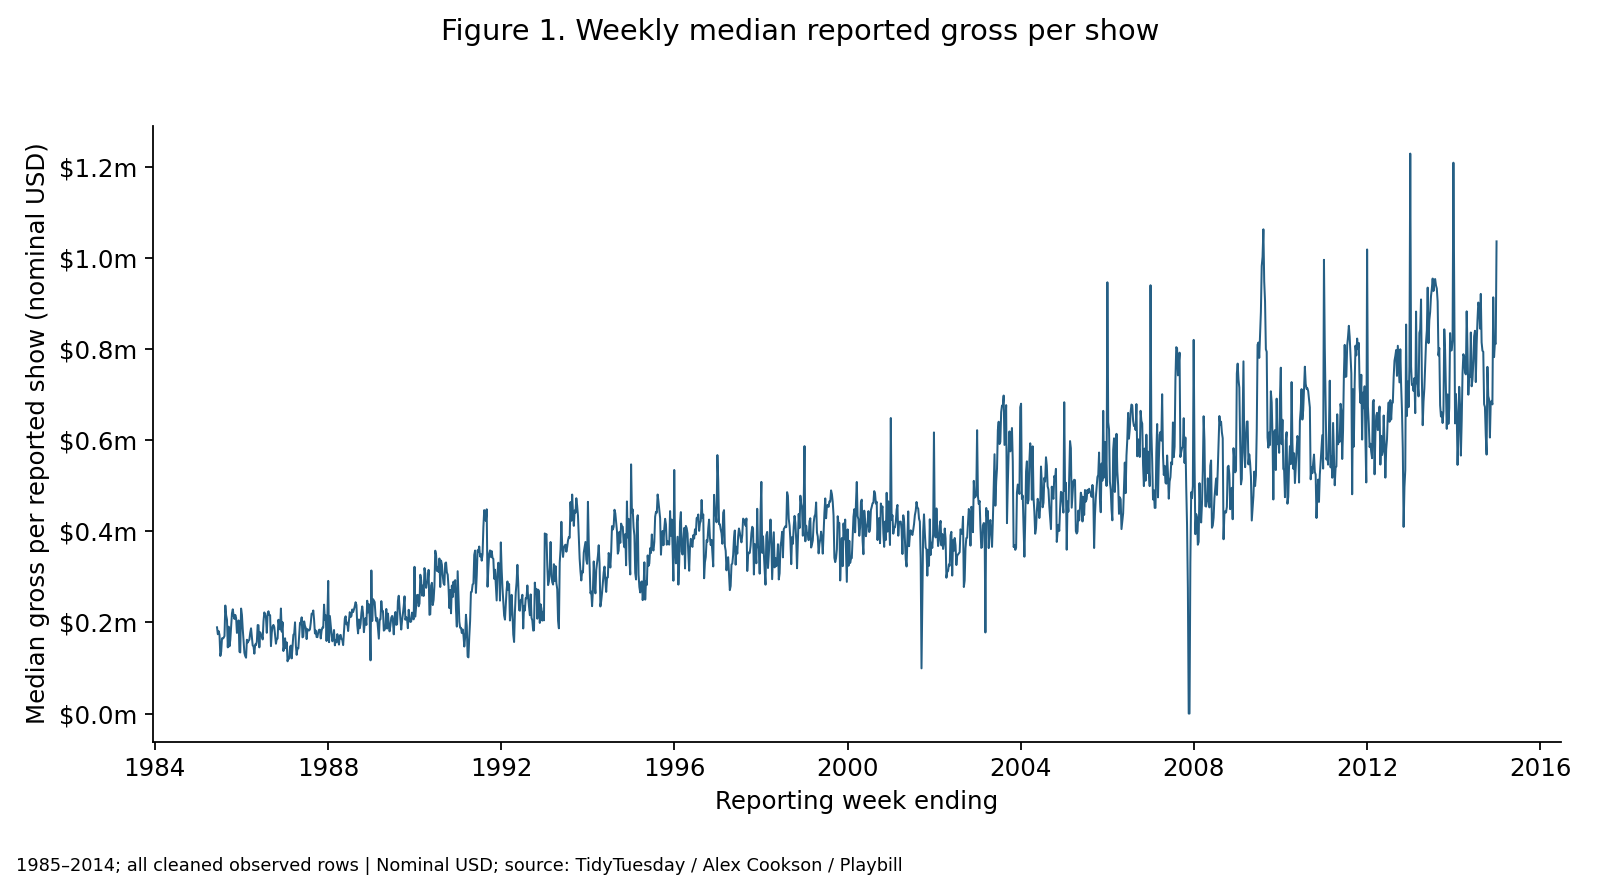 Figure 1. Weekly median reported gross per show
Median gross per reported show (nominal USD)
$1.2m
$1.0m
$0.8m
$0.6m
$0.4m
$0.2m
$0.0m
1984 1988 1992 1996 2000 2004 2008 2012 2016
Reporting week ending
1985–2014; all cleaned observed rows | Nominal USD; source: TidyTuesday / Alex Cookson / Playbill